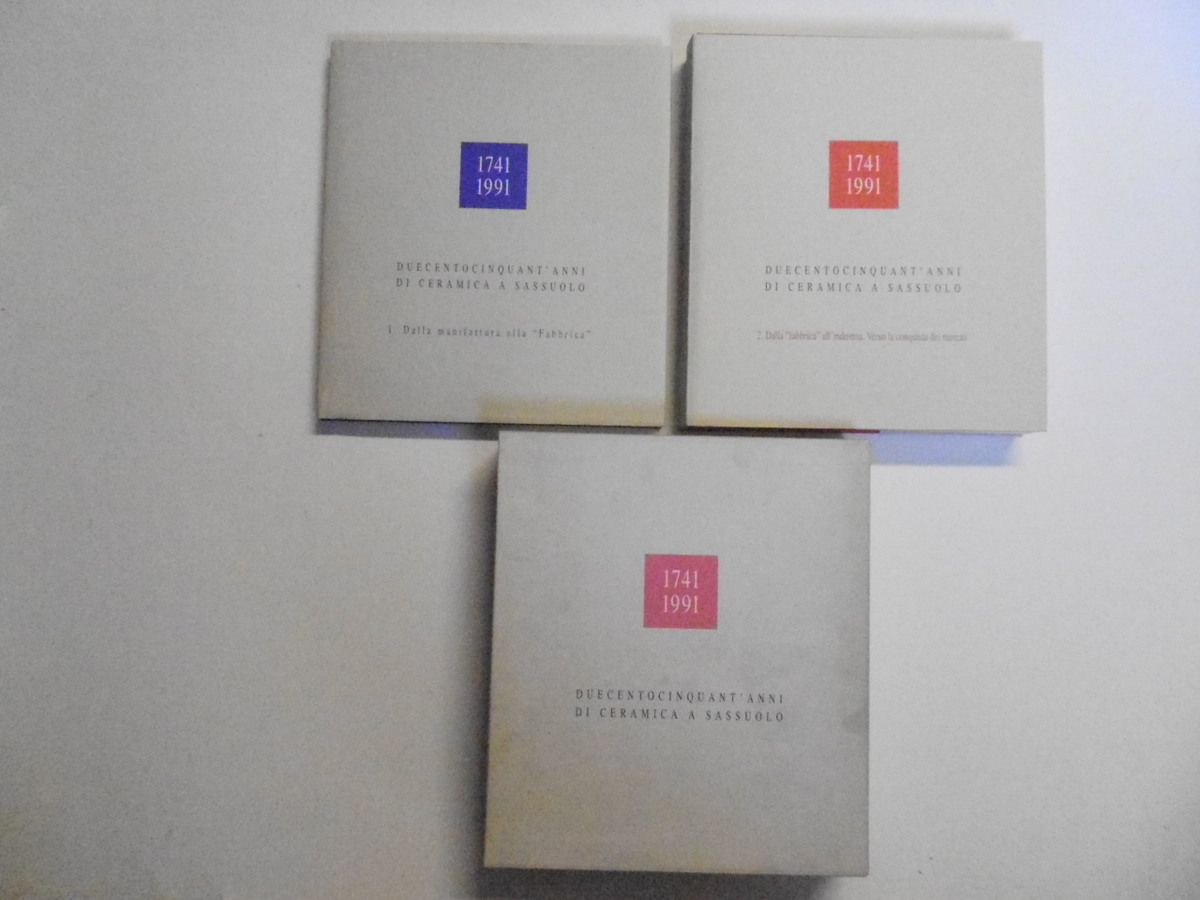 1741
1991
DUECENTOCINQUANT'ANNI
DI CERAMICA A SASSUOLO
1. Dalla manifattura alla "Fabbrica"
1741
1991
DUECENTOCINQUANT'ANNI
DI CERAMICA A SASSUOLO
2. Dalla "fabbrica" all'industria. Verso la conquista dei mercati
1741
1991
DUECENTOCINQUANT'ANNI
DI CERAMICA A SASSUOLO